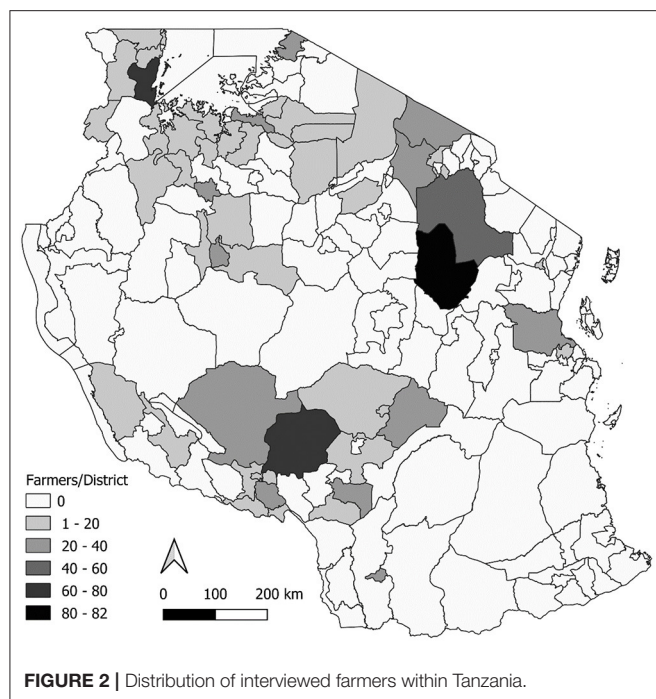 Farmers/District
0
1 - 20
20 - 40
40 - 60
60 - 80
80 - 82
0 100 200 km
FIGURE 2 | Distribution of interviewed farmers within Tanzania.